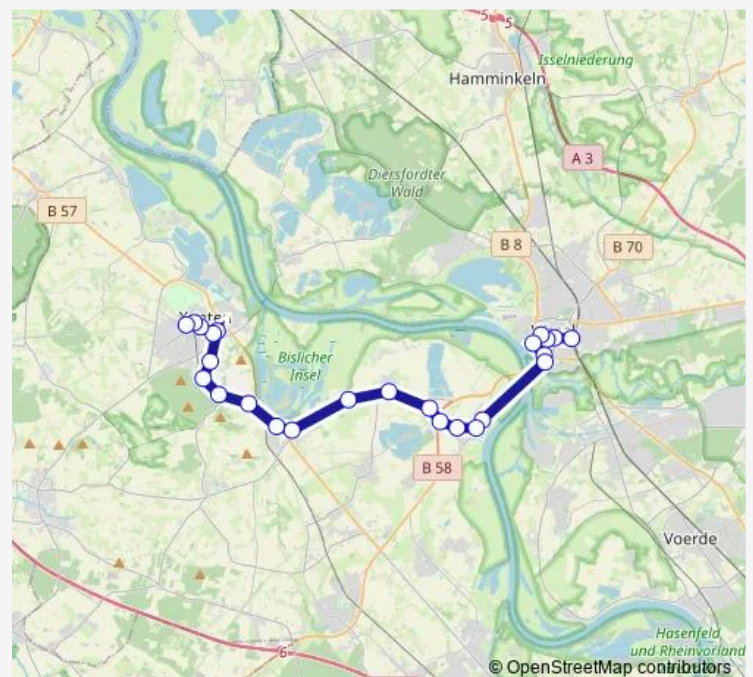 5
5
Isselniederung
Hamminkeln
A 3
Diersfordter
Wald
B 57
B 8
B 70
Bislicher
Insel
B 58
Voerde
6
Hasenfeld
und Rheinvorland
© OpenStreetMap contributors